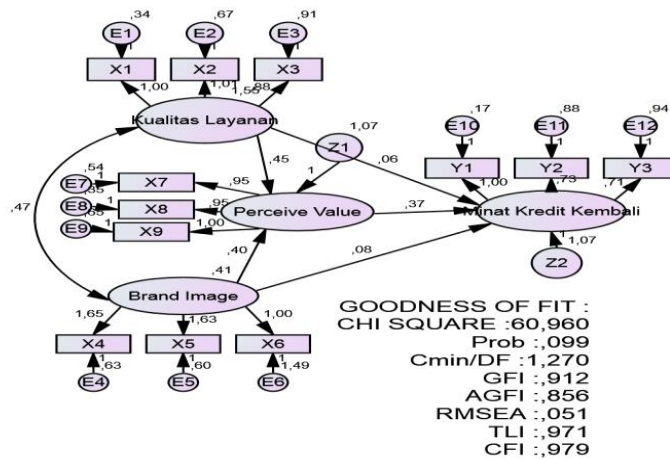 ,34 ,67 ,91
E1 E2 E3
1 1 1
X1 X2 X3
1,00 1,01 ,88
1,55
Kualitas Layanan
,17 ,88 ,94
E10 E11 E12
1 1 1
Y1 Y2 Y3
1,00 ,73 ,71
Minat Kredit Kembali
1,07
Z1
1
,45 ,06
,54
E7 1 X7 ,95
E8 1 X8 ,95
,65
E9 1 X9 1,00
Perceive Value
,37
,47
,40 ,08
,41
Brand Image
1
1,07
Z2
1,65 1,63 1,00
X4 X5 X6
1 1 1
,63 ,60 1,49
E4 E5 E6
GOODNESS OF FIT :
CHI SQUARE :60,960
Prob :,099
Cmin/DF :1,270
GFI :,912
AGFI :,856
RMSEA :,051
TLI :,971
CFI :,979